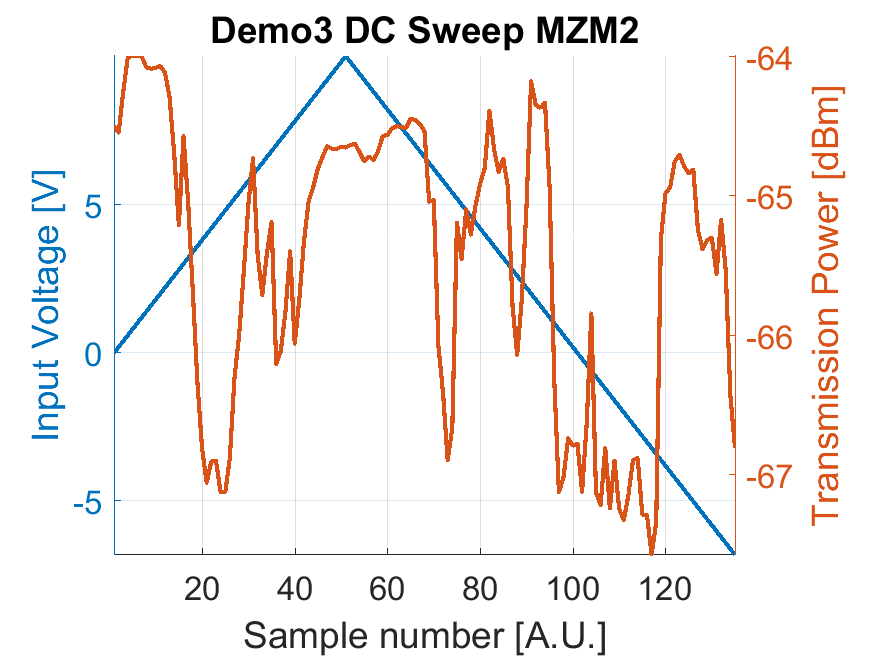 Demo3 DC Sweep MZM2
Input Voltage [V]
5
0
-5
-64
-65
-66
-67
Transmission Power [dBm]
20 40 60 80 100 120
Sample number [A.U.]